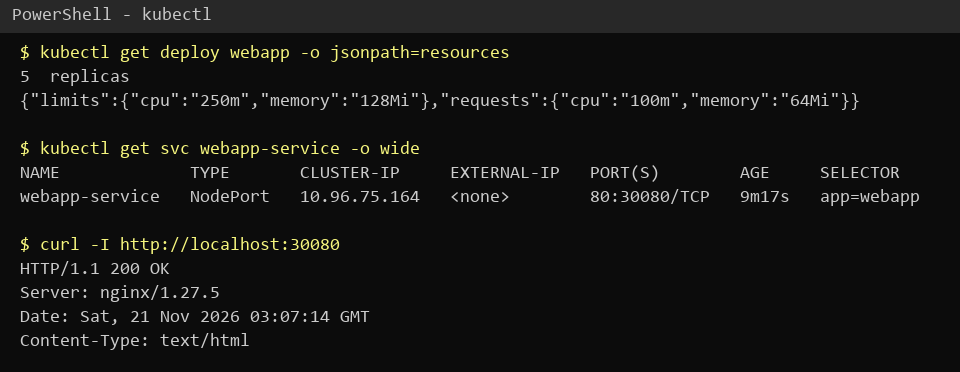 PowerShell - kubectl
$ kubectl get deploy webapp -o jsonpath=resources
5  replicas
{"limits":{"cpu":"250m","memory":"128Mi"},"requests":{"cpu":"100m","memory":"64Mi"}}
$ kubectl get svc webapp-service -o wide
NAME             TYPE       CLUSTER-IP     EXTERNAL-IP   PORT(S)        AGE     SELECTOR
webapp-service   NodePort   10.96.75.164   <none>        80:30080/TCP   9m17s   app=webapp
$ curl -I http://localhost:30080
HTTP/1.1 200 OK
Server: nginx/1.27.5
Date: Sat, 21 Nov 2026 03:07:14 GMT
Content-Type: text/html